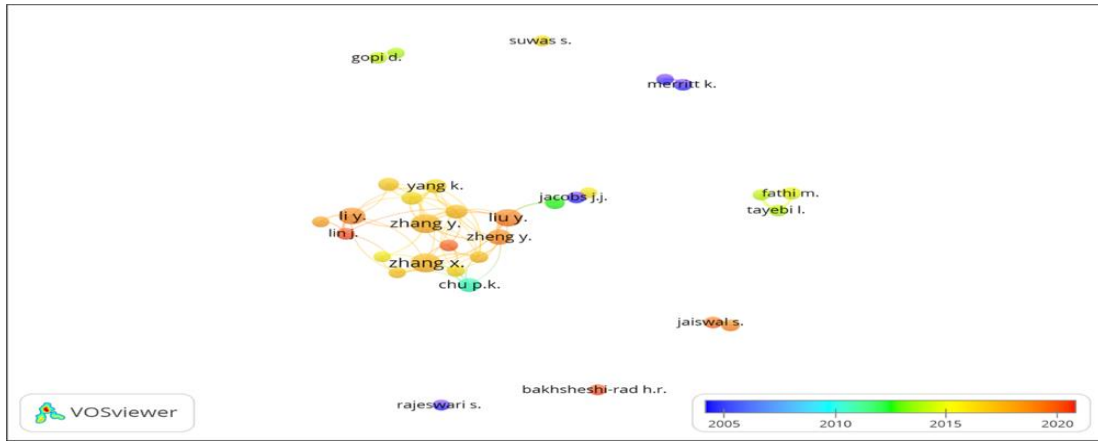 suwas s.
gopi d.
merritt k.
yang k.
jacobs j.j.
fathi m.
tayebi l.
li y.
zhang y.
liu y.
lin j.
zheng y.
zhang x.
chu p.k.
jaiswal s.
bakhsheshi-rad h.r.
rajeswari s.
VOSviewer
2005 2010 2015 2020